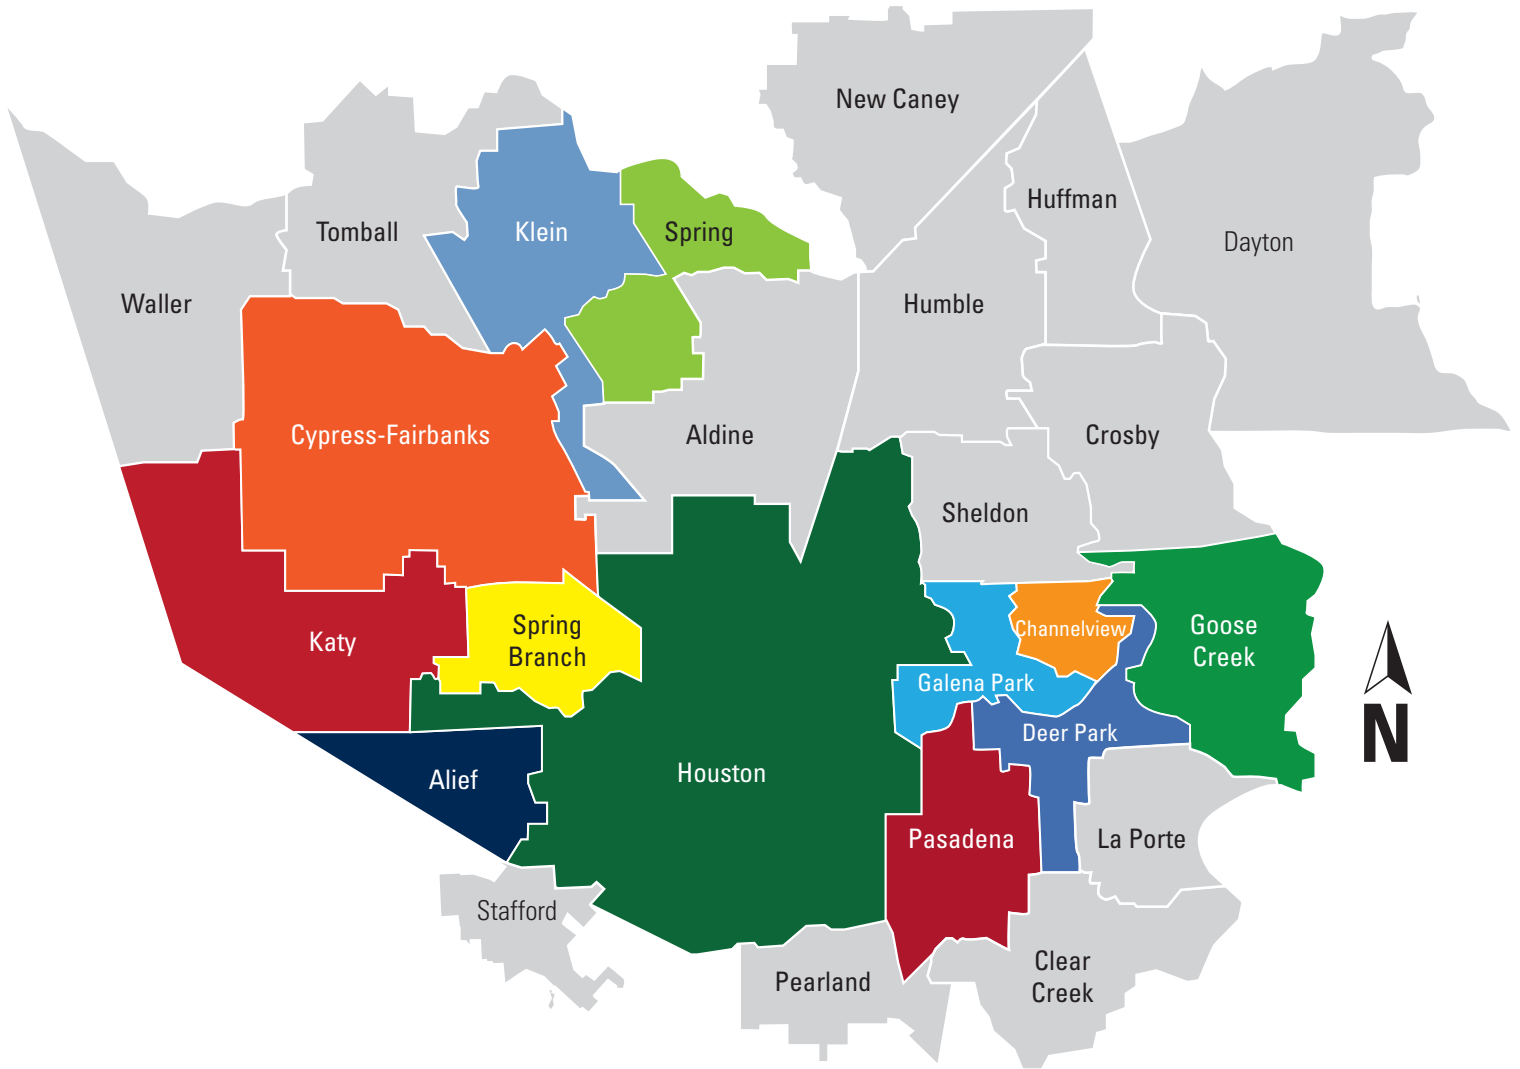 New Caney
Huffman
Tomball
Klein
Spring
Dayton
Waller
Humble
Cypress-Fairbanks
Aldine
Crosby
Sheldon
Spring
Branch
Katy
Channelview
Goose
Creek
Galena Park
Deer Park
N
Alief
Houston
Pasadena
La Porte
Stafford
Clear
Creek
Pearland